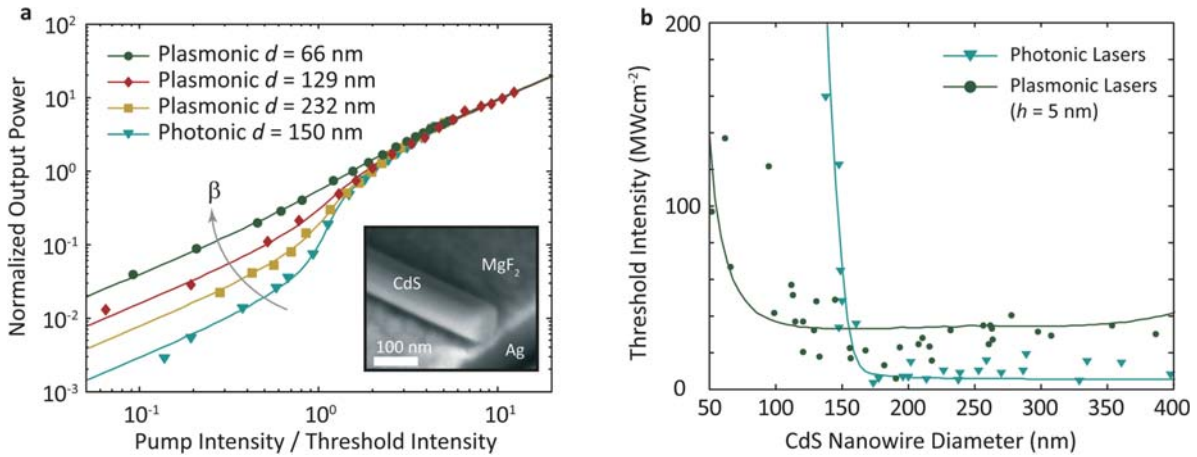 a
Normalized Output Power
10²
10¹
10⁰
10⁻¹
10⁻²
10⁻³
Plasmonic d = 66 nm
Plasmonic d = 129 nm
Plasmonic d = 232 nm
Photonic d = 150 nm
β
CdS
MgF₂
Ag
100 nm
10⁻¹
10⁰
10¹
Pump Intensity / Threshold Intensity
b
Threshold Intensity (MWcm⁻²)
200
100
0
Photonic Lasers
Plasmonic Lasers
(h = 5 nm)
50
100
150
200
250
300
350
400
CdS Nanowire Diameter (nm)